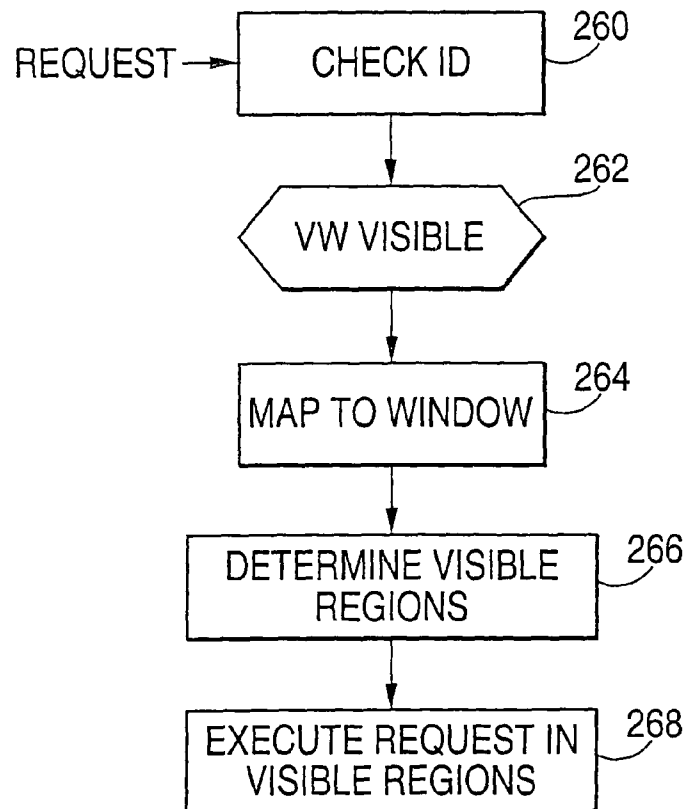 260
REQUEST
CHECK ID
262
VW VISIBLE
264
MAP TO WINDOW
266
DETERMINE VISIBLE
REGIONS
268
EXECUTE REQUEST IN
VISIBLE REGIONS